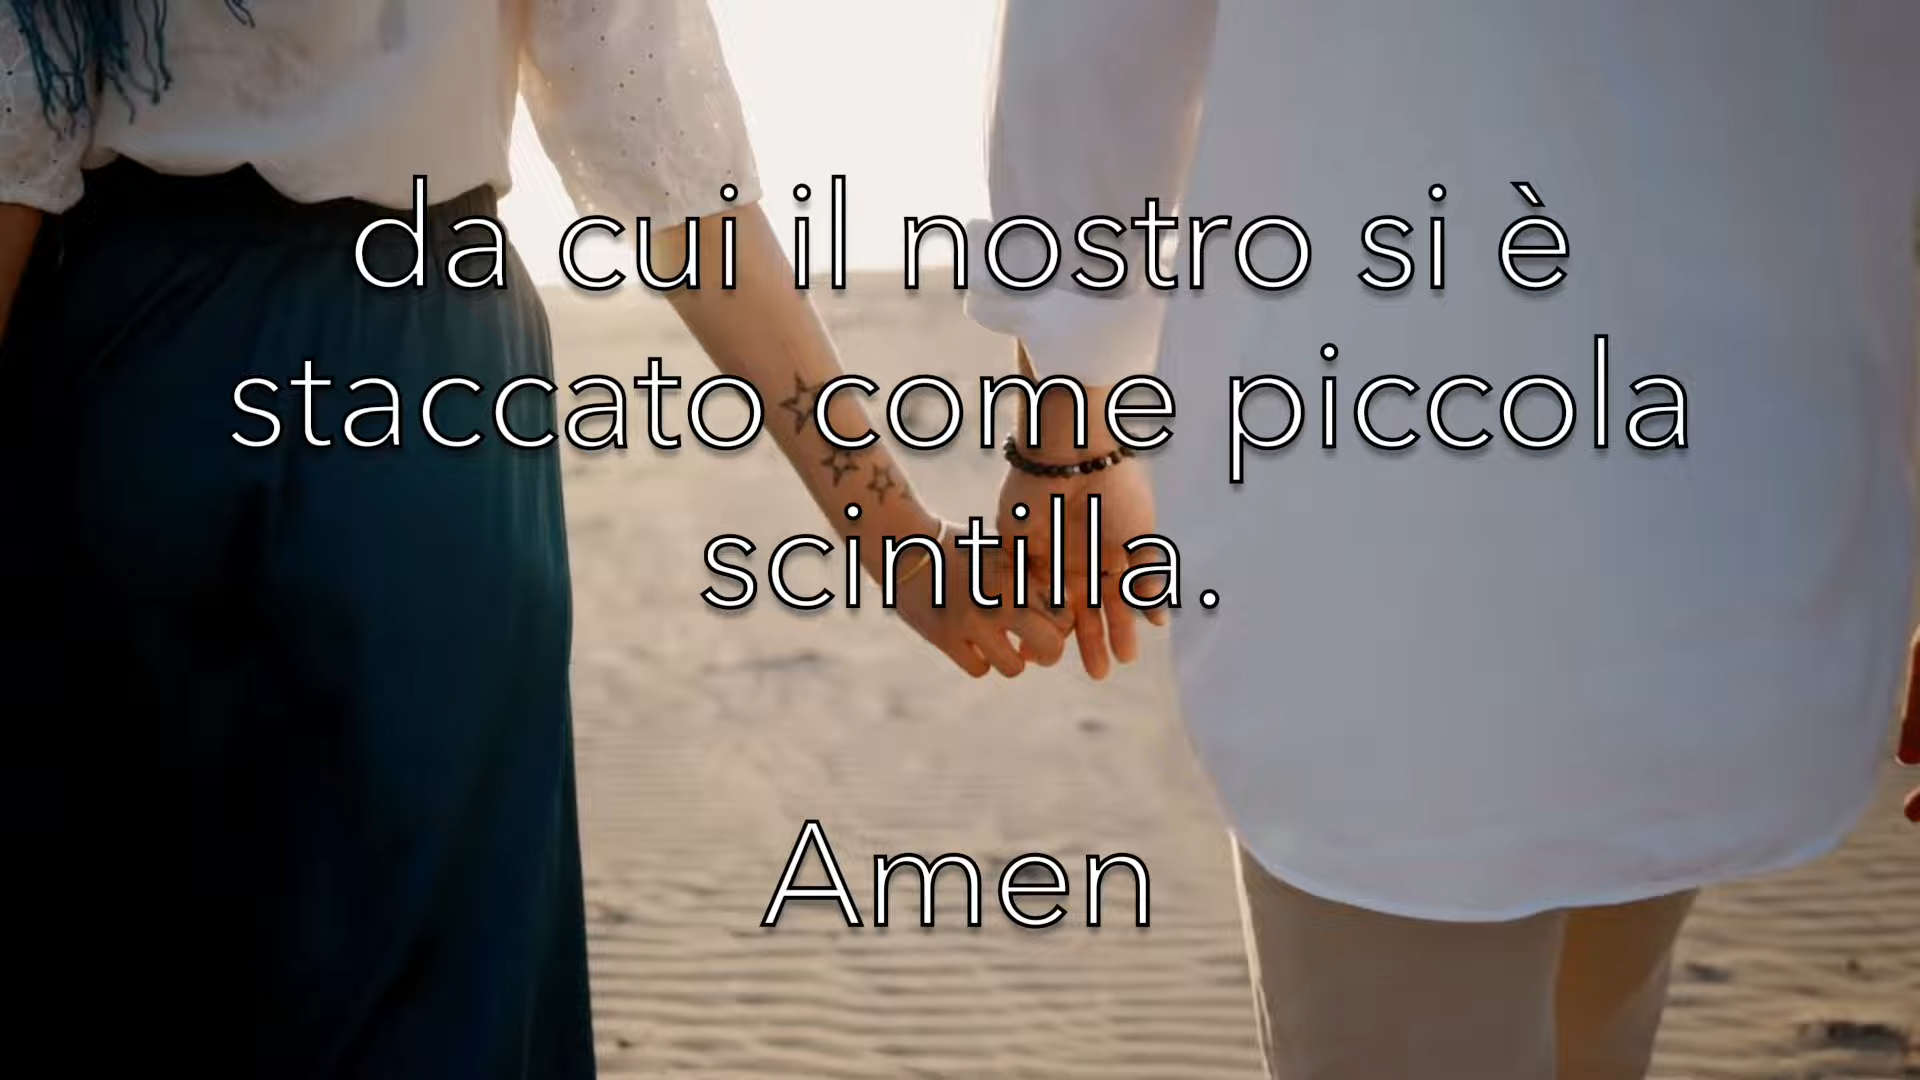 da cui il nostro si è
staccato come piccola
scintilla.
Amen